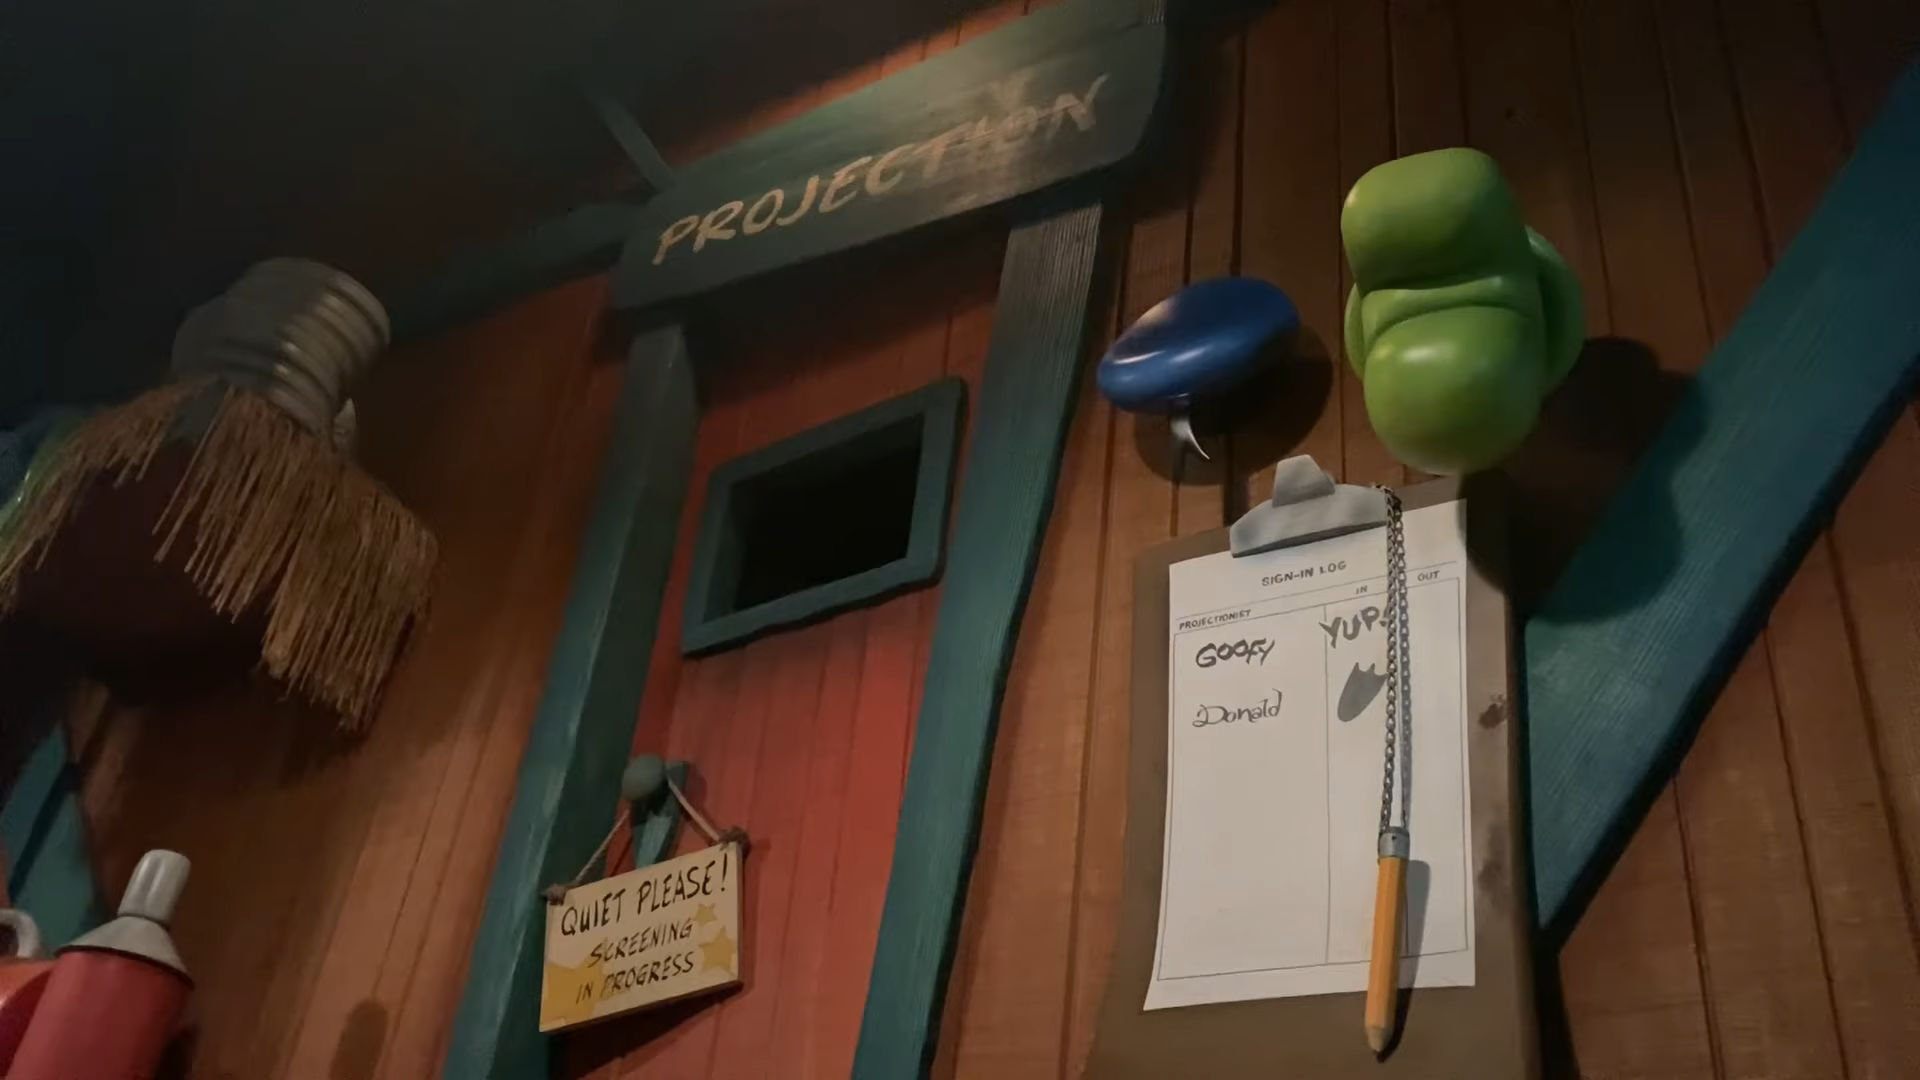 PROJECTION
SIGN-IN LOG
PROJECTIONIST IN OUT
GOOFY YUP!
Donald
QUIET PLEASE!
SCREENING
IN PROGRESS